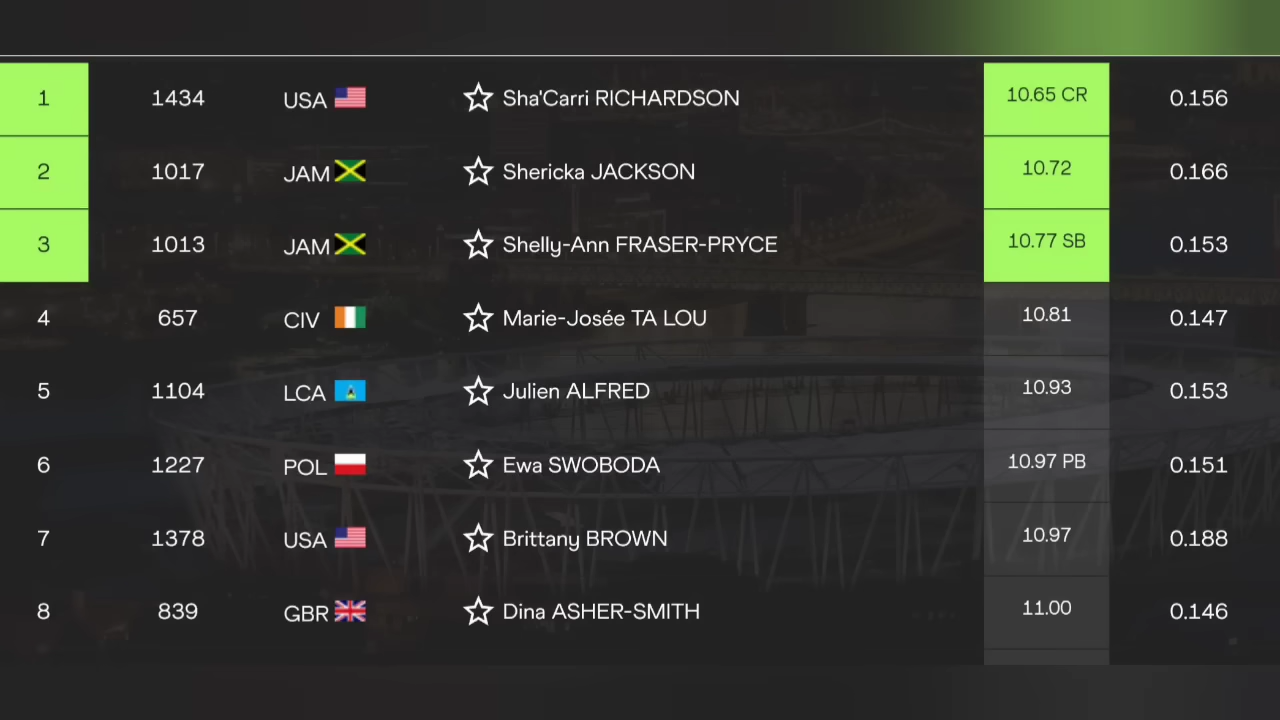 1 1434 USA Sha'Carri RICHARDSON 10.65 CR 0.156
2 1017 JAM Shericka JACKSON 10.72 0.166
3 1013 JAM Shelly-Ann FRASER-PRYCE 10.77 SB 0.153
4 657 CIV Marie-Josée TA LOU 10.81 0.147
5 1104 LCA Julien ALFRED 10.93 0.153
6 1227 POL Ewa SWOBODA 10.97 PB 0.151
7 1378 USA Brittany BROWN 10.97 0.188
8 839 GBR Dina ASHER-SMITH 11.00 0.146